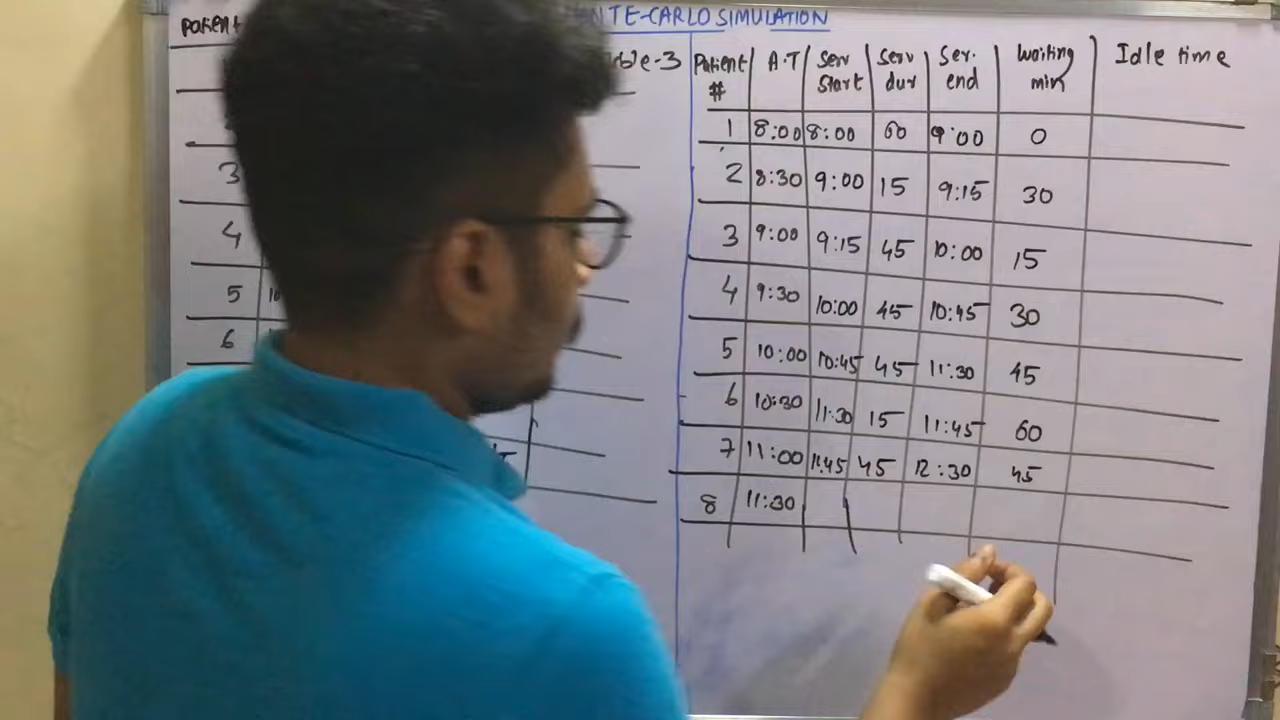 NTE-CARLO SIMULATION
Patient
3
4
5 10
6
le-3
Patient # A.T Serv Start Serv dur Ser. end Waiting min Idle time
1 8:00 8:00 60 9:00 0
2 8:30 9:00 15 9:15 30
3 9:00 9:15 45 10:00 15
4 9:30 10:00 45 10:45 30
5 10:00 10:45 45 11:30 45
6 10:30 11:30 15 11:45 60
7 11:00 11:45 45 12:30 45
8 11:30